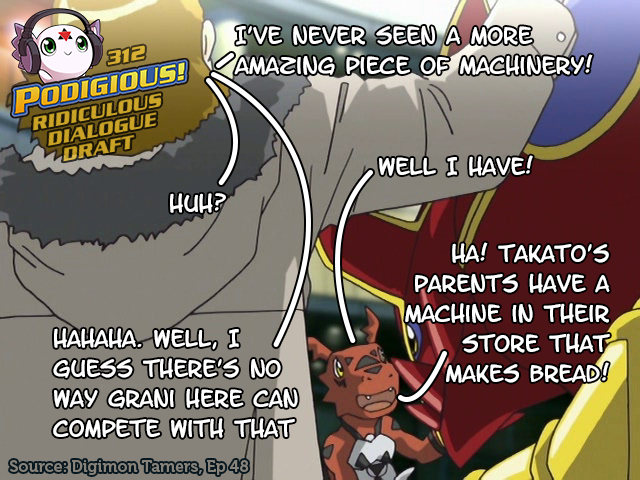 312
PODIGIOUS!
RIDICULOUS
DIALOGUE
DRAFT
I'VE NEVER SEEN A MORE
AMAZING PIECE OF MACHINERY!
WELL I HAVE!
HUH?
HA! TAKATO'S
PARENTS HAVE A
MACHINE IN THEIR
STORE THAT
MAKES BREAD!
HAHAHA. WELL, I
GUESS THERE'S NO
WAY GRANI HERE CAN
COMPETE WITH THAT
Source: Digimon Tamers, Ep 48